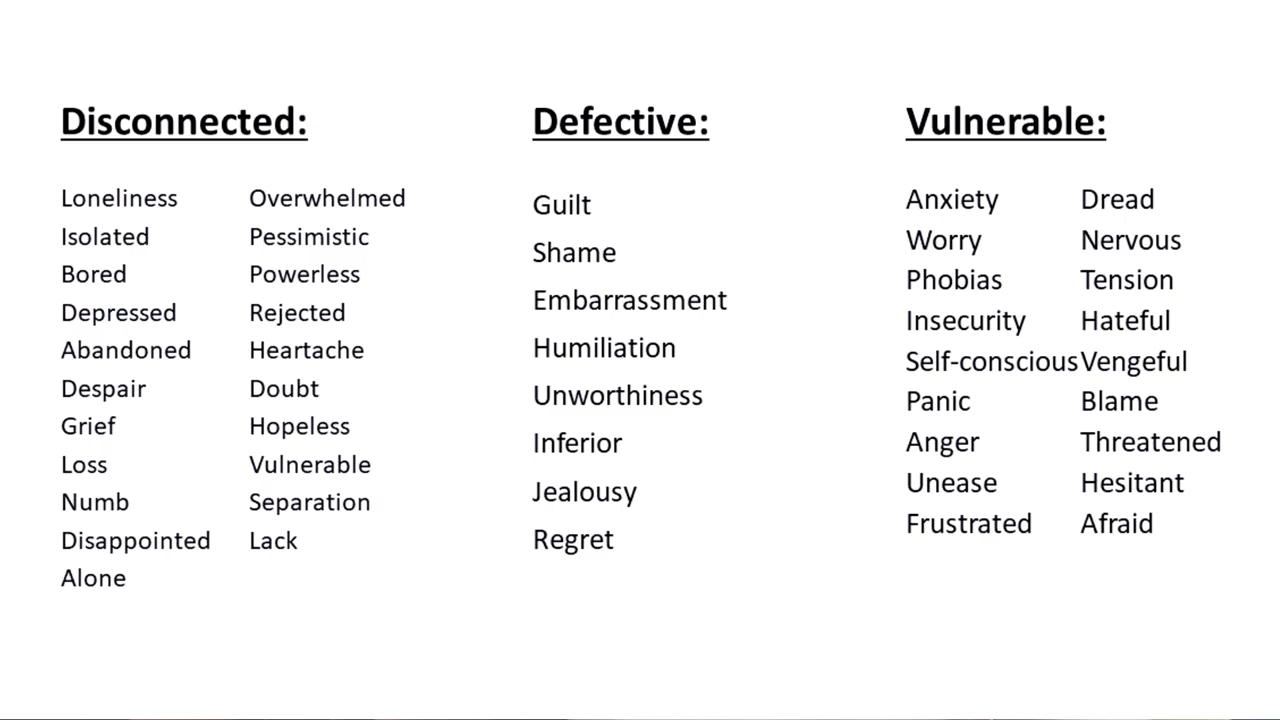 Disconnected:
Loneliness
Isolated
Bored
Depressed
Abandoned
Despair
Grief
Loss
Numb
Disappointed
Alone
Overwhelmed
Pessimistic
Powerless
Rejected
Heartache
Doubt
Hopeless
Vulnerable
Separation
Lack
Defective:
Guilt
Shame
Embarrassment
Humiliation
Unworthiness
Inferior
Jealousy
Regret
Vulnerable:
Anxiety
Worry
Phobias
Insecurity
Self-conscious
Panic
Anger
Unease
Frustrated
Dread
Nervous
Tension
Hateful
Vengeful
Blame
Threatened
Hesitant
Afraid